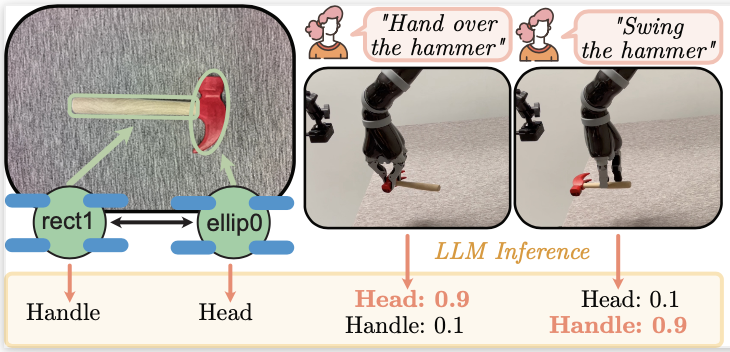 "Hand over
the hammer"
"Swing
the hammer"
rect1
ellip0
LLM Inference
Handle
Head
Head: 0.9
Handle: 0.1
Head: 0.1
Handle: 0.9